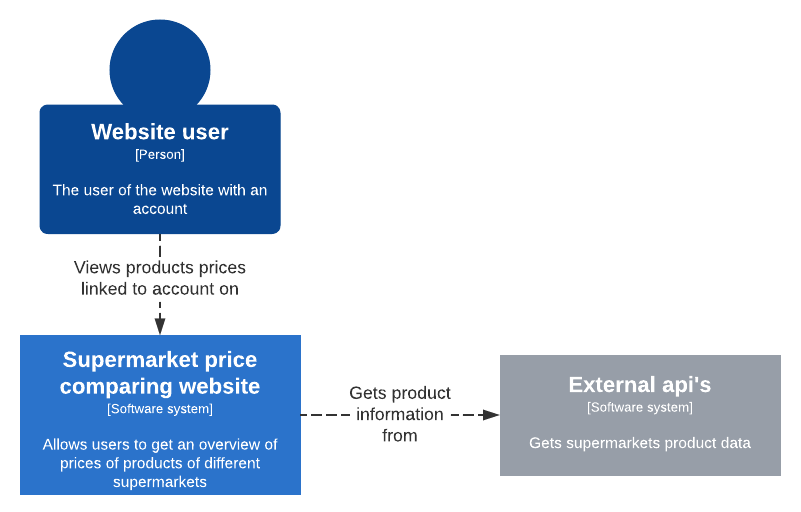 Website user
[Person]
The user of the website with an
account
Views products prices
linked to account on
Supermarket price
comparing website
[Software system]
Allows users to get an overview of
prices of products of different
supermarkets
Gets product
information
from
External api's
[Software system]
Gets supermarkets product data